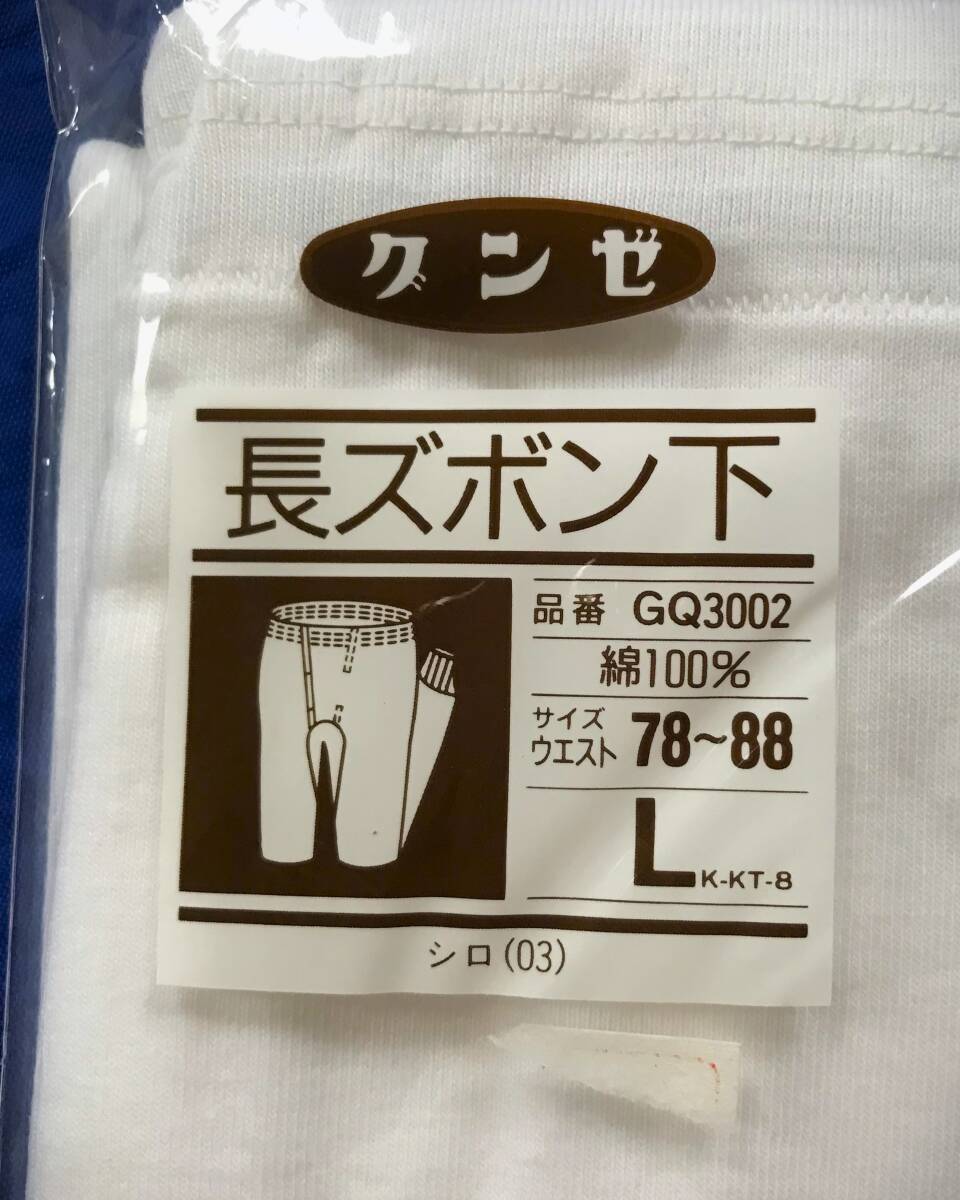 グンゼ
長ズボン下
品番 GQ3002
綿100%
サイズ
ウエスト 78~88
L K-KT-8
シロ(03)